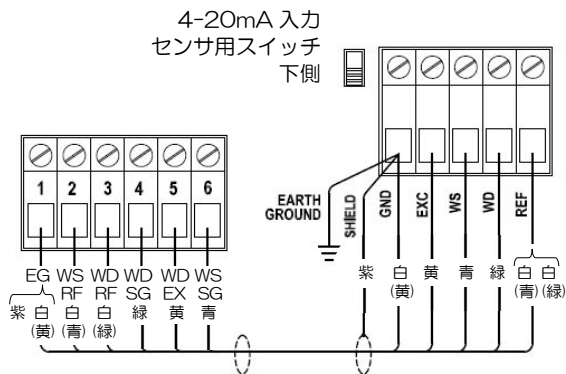 4-20mA 入力
センサ用スイッチ
下側
1 2 3 4 5 6
EARTH
GROUND
SHIELD
GND
EXC
WS
WD
REF
EG WS WD WD WD WS
RF RF SG EX SG
紫 白 白 白 緑 黄 青
(黄) (青) (緑)
紫 白 黄 青 緑 白 白
(黄) (青) (緑)